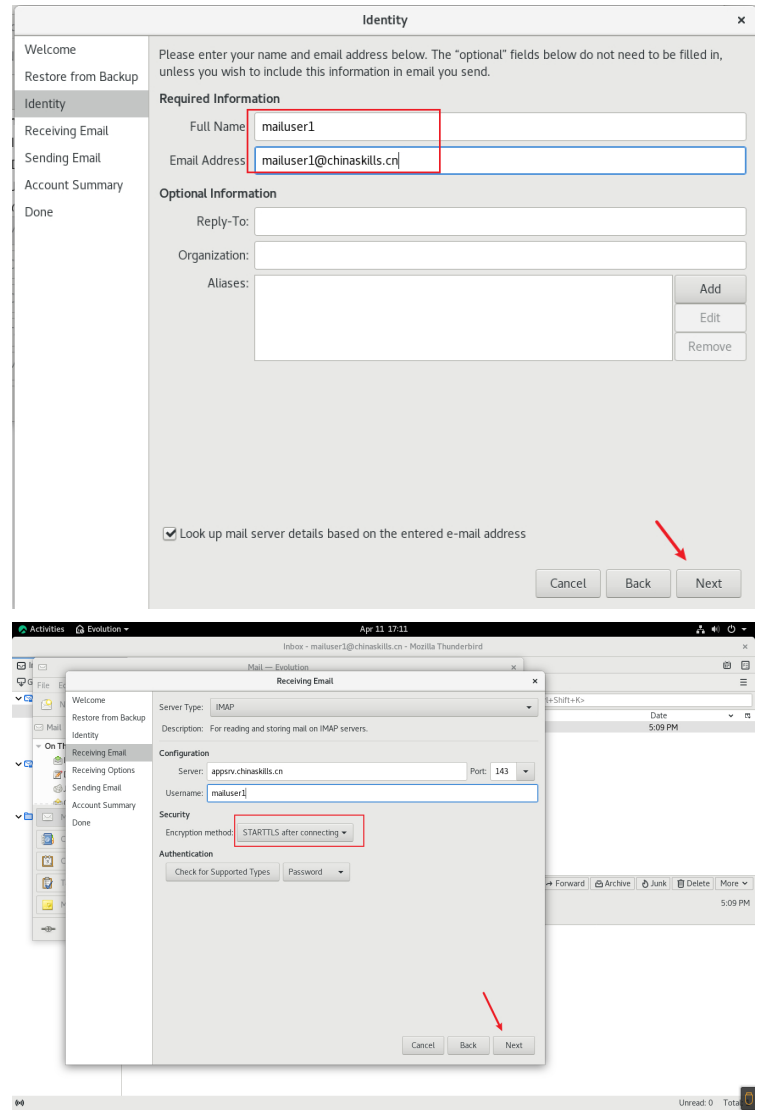 Identity ×
Welcome
Restore from Backup
Identity
Receiving Email
Sending Email
Account Summary
Done
Please enter your name and email address below. The “optional” fields below do not need to be filled in,
unless you wish to include this information in email you send.
Required Information
Full Name mailuser1
Email Address mailuser1@chinaskills.cn
Optional Information
Reply-To:
Organization:
Aliases:
Add
Edit
Remove
Look up mail server details based on the entered e-mail address
Cancel Back Next
Activities Evolution Apr 11 17:11
Inbox - mailuser1@chinaskills.cn - Mozilla Thunderbird ×
Mail — Evolution ×
File
Receiving Email ×
Welcome
Restore from Backup
Identity
Receiving Email
Receiving Options
Sending Email
Account Summary
Done
Server Type: IMAP
Description: For reading and storing mail on IMAP servers.
Configuration
Server: appsrv.chinaskills.cn Port: 143
Username: mailuser1
Security
Encryption method: STARTTLS after connecting
Authentication
Check for Supported Types Password
Cancel Back Next
Mail
On Th
l+Shift+K>
Date
5:09 PM
Forward Archive Junk Delete More
5:09 PM
Unread: 0 Total